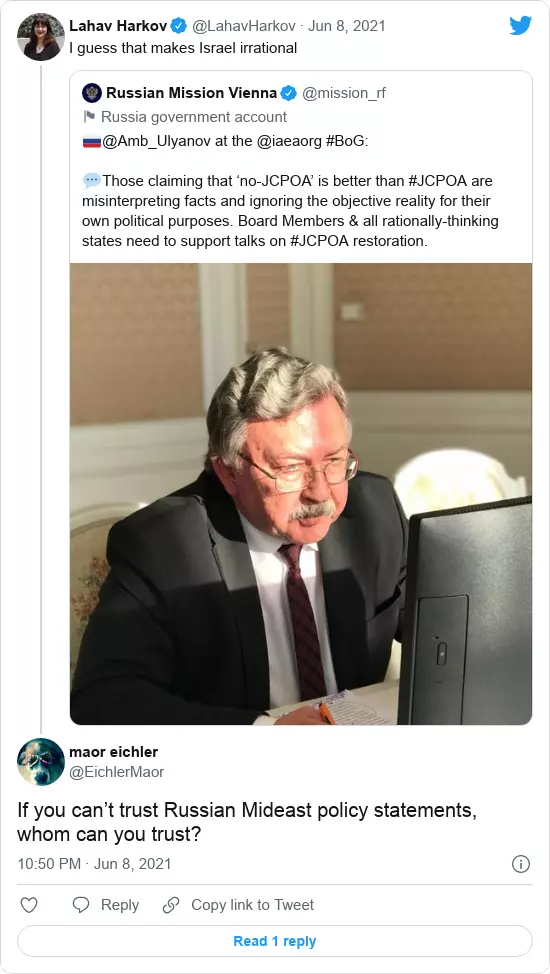 Lahav Harkov @LahavHarkov · Jun 8, 2021
I guess that makes Israel irrational
Russian Mission Vienna @mission_rf
Russia government account
🇷🇺@Amb_Ulyanov at the @iaeaorg #BoG:
💬Those claiming that ‘no-JCPOA’ is better than #JCPOA are
misinterpreting facts and ignoring the objective reality for their
own political purposes. Board Members & all rationally-thinking
states need to support talks on #JCPOA restoration.
maor eichler
@EichlerMaor
If you can’t trust Russian Mideast policy statements,
whom can you trust?
10:50 PM · Jun 8, 2021
Reply Copy link to Tweet
Read 1 reply